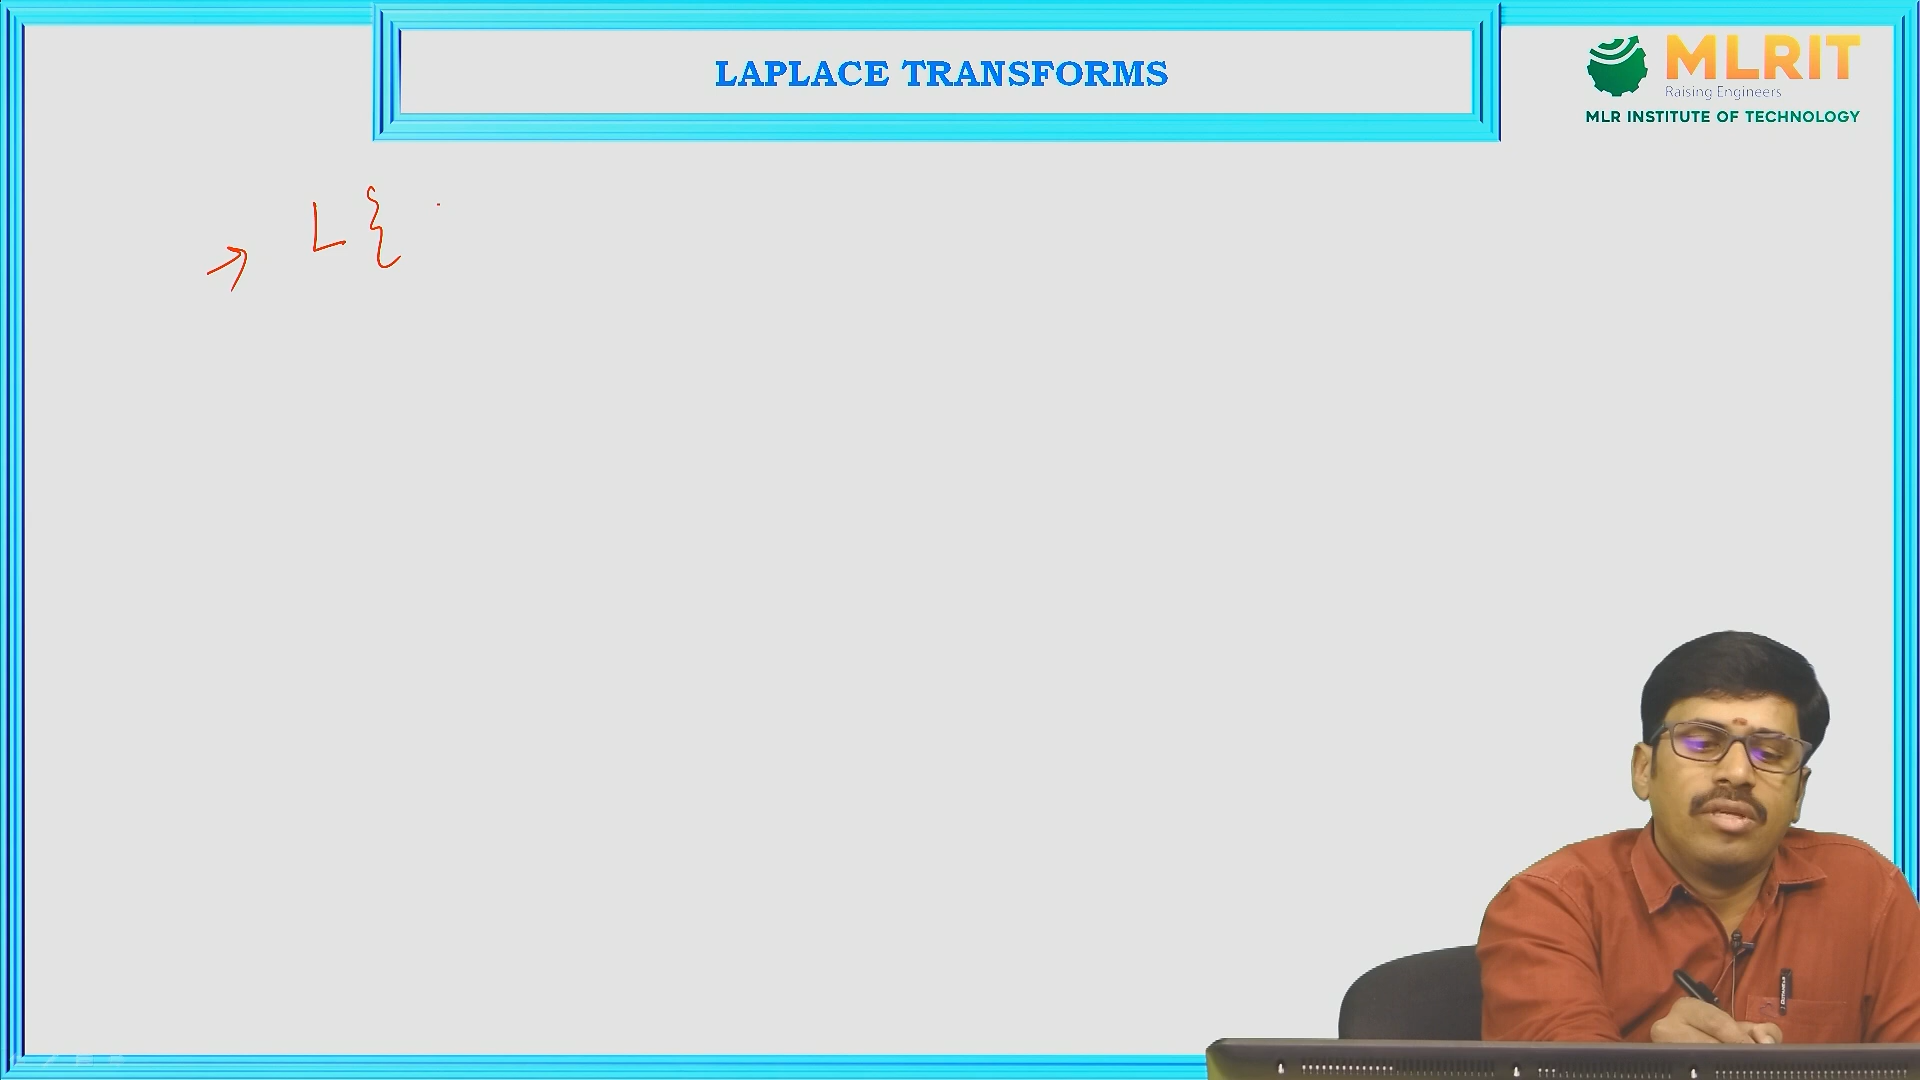 LAPLACE TRANSFORMS
MLRIT
Raising Engineers
MLR INSTITUTE OF TECHNOLOGY
→ L {